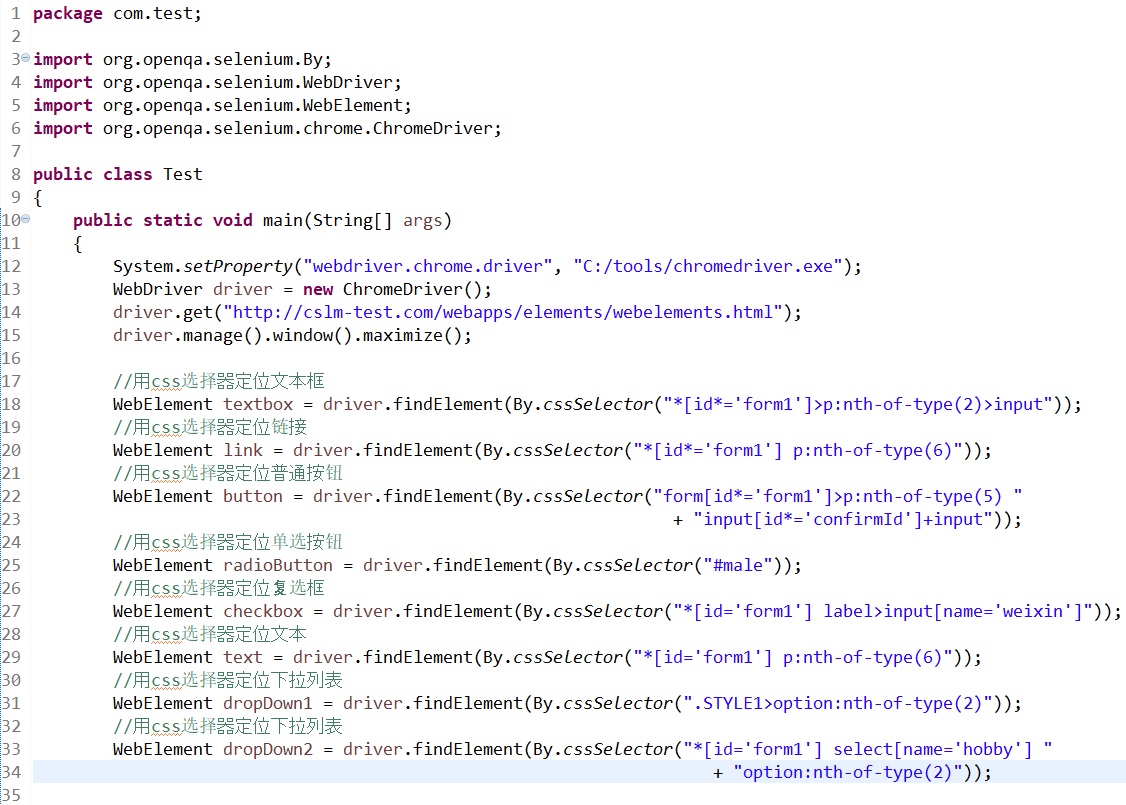 1 package com.test;
2
3 import org.openqa.selenium.By;
4 import org.openqa.selenium.WebDriver;
5 import org.openqa.selenium.WebElement;
6 import org.openqa.selenium.chrome.ChromeDriver;
7
8 public class Test
9 {
10     public static void main(String[] args)
11     {
12         System.setProperty("webdriver.chrome.driver", "C:/tools/chromedriver.exe");
13         WebDriver driver = new ChromeDriver();
14         driver.get("http://cslm-test.com/webapps/elements/webelements.html");
15         driver.manage().window().maximize();
16
17         //用css选择器定位文本框
18         WebElement textbox = driver.findElement(By.cssSelector("*[id*='form1']>p:nth-of-type(2)>input"));
19         //用css选择器定位链接
20         WebElement link = driver.findElement(By.cssSelector("*[id*='form1'] p:nth-of-type(6)"));
21         //用css选择器定位普通按钮
22         WebElement button = driver.findElement(By.cssSelector("form[id*='form1']>p:nth-of-type(5) "
23                                                                 + "input[id*='confirmId']+input"));
24         //用css选择器定位单选按钮
25         WebElement radioButton = driver.findElement(By.cssSelector("#male"));
26         //用css选择器定位复选框
27         WebElement checkbox = driver.findElement(By.cssSelector("*[id='form1'] label>input[name='weixin']"));
28         //用css选择器定位文本
29         WebElement text = driver.findElement(By.cssSelector("*[id='form1'] p:nth-of-type(6)"));
30         //用css选择器定位下拉列表
31         WebElement dropDown1 = driver.findElement(By.cssSelector(".STYLE1>option:nth-of-type(2)"));
32         //用css选择器定位下拉列表
33         WebElement dropDown2 = driver.findElement(By.cssSelector("*[id='form1'] select[name='hobby'] "
34                                                                     + "option:nth-of-type(2)"));
35